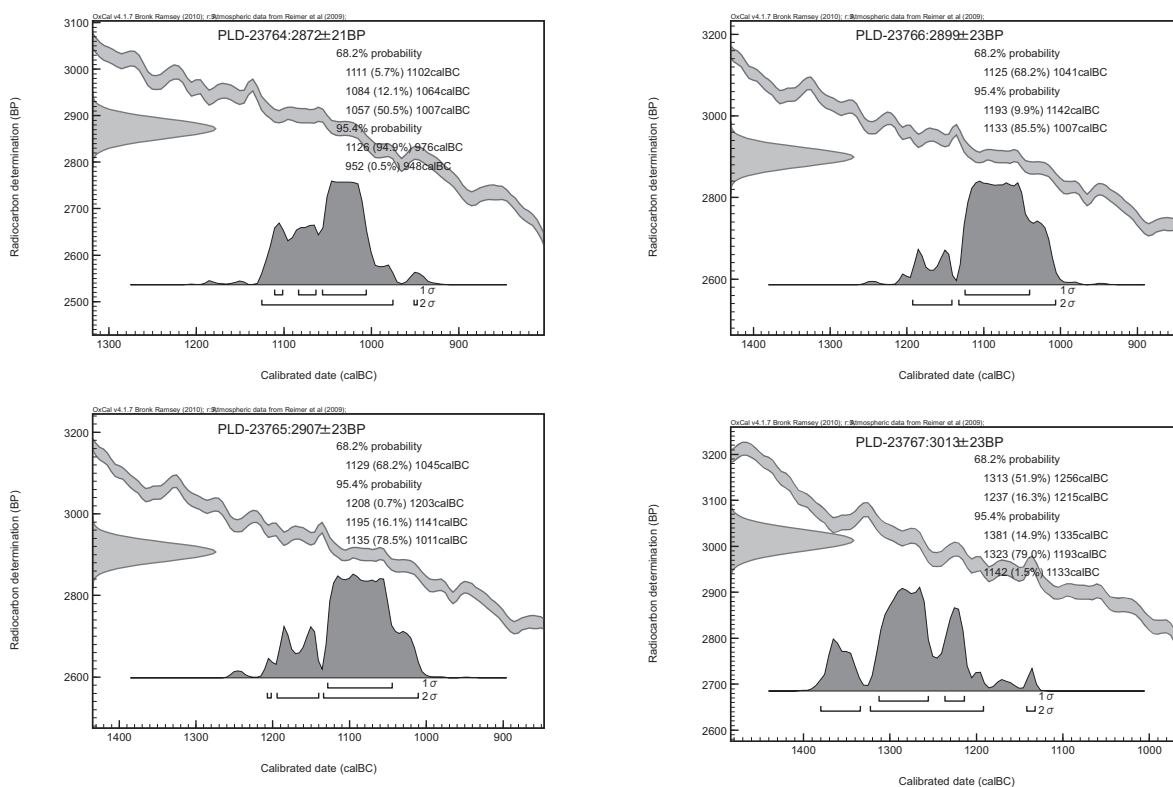 OxCal v4.1.7 Bronk Ramsey (2010); r:5 Atmospheric data from Reimer et al (2009);
PLD-23764:2872±21BP
68.2% probability
1111 (5.7%) 1102calBC
1084 (12.1%) 1064calBC
1057 (50.5%) 1007calBC
95.4% probability
1126 (94.9%) 976calBC
952 (0.5%) 948calBC
Radiocarbon determination (BP)
3100
3000
2900
2800
2700
2600
2500
1σ
2σ
1300 1200 1100 1000 900
Calibrated date (calBC)
OxCal v4.1.7 Bronk Ramsey (2010); r:5 Atmospheric data from Reimer et al (2009);
PLD-23766:2899±23BP
68.2% probability
1125 (68.2%) 1041calBC
95.4% probability
1193 (9.9%) 1142calBC
1133 (85.5%) 1007calBC
Radiocarbon determination (BP)
3200
3000
2800
2600
1σ
2σ
1400 1300 1200 1100 1000 900
Calibrated date (calBC)
OxCal v4.1.7 Bronk Ramsey (2010); r:5 Atmospheric data from Reimer et al (2009);
PLD-23765:2907±23BP
68.2% probability
1129 (68.2%) 1045calBC
95.4% probability
1208 (0.7%) 1203calBC
1195 (16.1%) 1141calBC
1135 (78.5%) 1011calBC
Radiocarbon determination (BP)
3200
3000
2800
2600
1σ
2σ
1400 1300 1200 1100 1000 900
Calibrated date (calBC)
OxCal v4.1.7 Bronk Ramsey (2010); r:5 Atmospheric data from Reimer et al (2009);
PLD-23767:3013±23BP
68.2% probability
1313 (51.9%) 1256calBC
1237 (16.3%) 1215calBC
95.4% probability
1381 (14.9%) 1335calBC
1323 (79.0%) 1193calBC
1142 (1.5%) 1133calBC
Radiocarbon determination (BP)
3200
3100
3000
2900
2800
2700
2600
1σ
2σ
1400 1300 1200 1100 1000
Calibrated date (calBC)